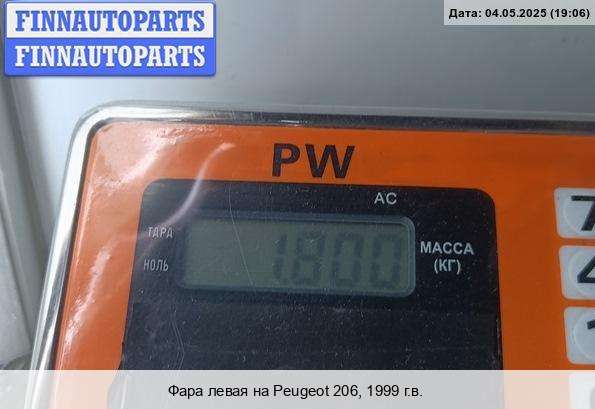 FINNAUTOPARTS
FINNAUTOPARTS
Дата: 04.05.2025 (19:06)
PW
AC
ТАРА
НОЛЬ
1.800
МАССА
(КГ)
7
4
1
Фара левая на Peugeot 206, 1999 г.в.